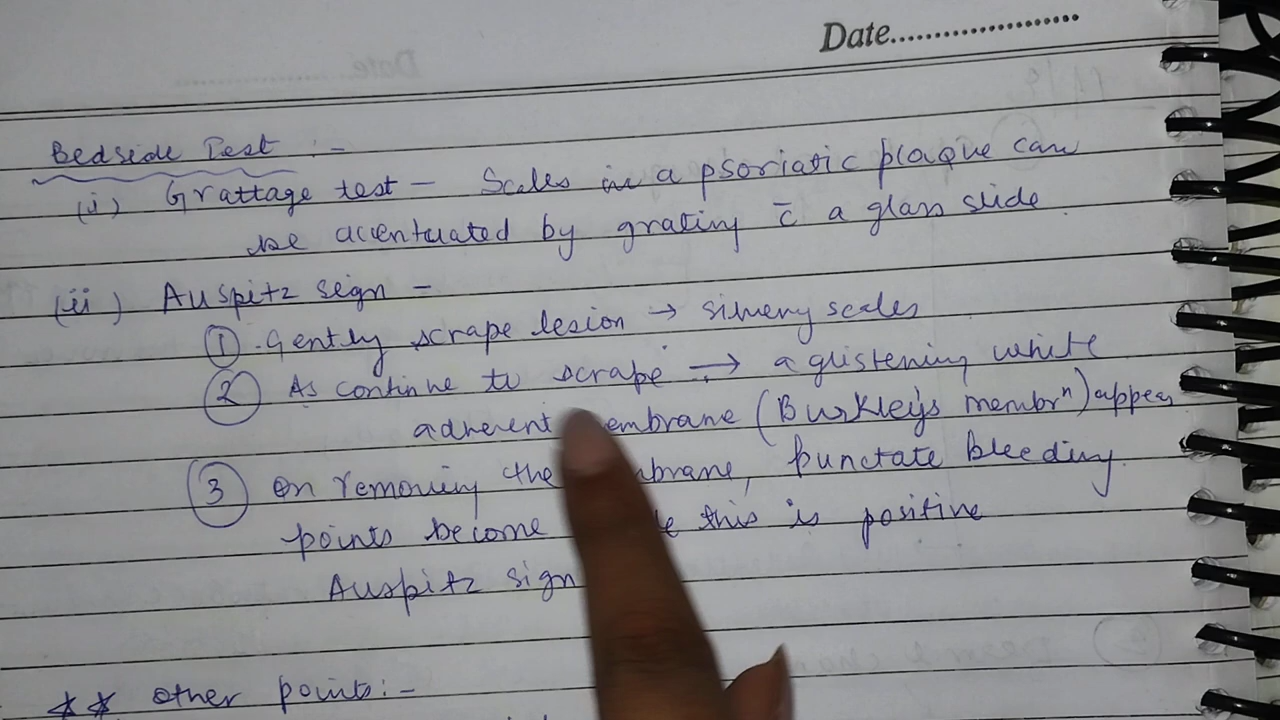 Date......................
Bedside Test :-
(i) Grattage test - Scales in a psoriatic plaque can
be accentuated by grating c̄ a glass slide
(ii) Auspitz sign -
① Gently scrape lesion → silvery scales
② As continue to scrape → a glistening white
adherent embrane (Burkley's membrⁿ) appear
③ On removing the mbrane, punctate bleeding
points become this is positive
Auspitz sign
** Other points:-